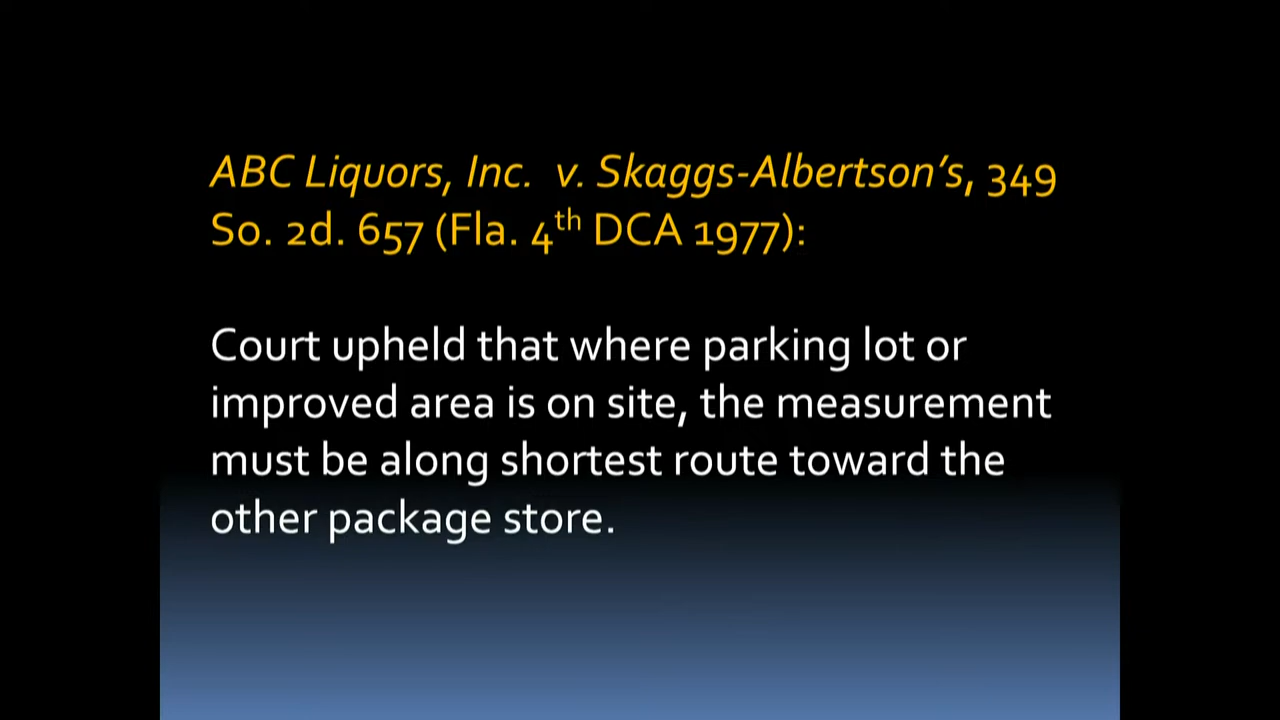 ABC Liquors, Inc.  v. Skaggs-Albertson’s, 349
So. 2d. 657 (Fla. 4th DCA 1977):
Court upheld that where parking lot or
improved area is on site, the measurement
must be along shortest route toward the
other package store.